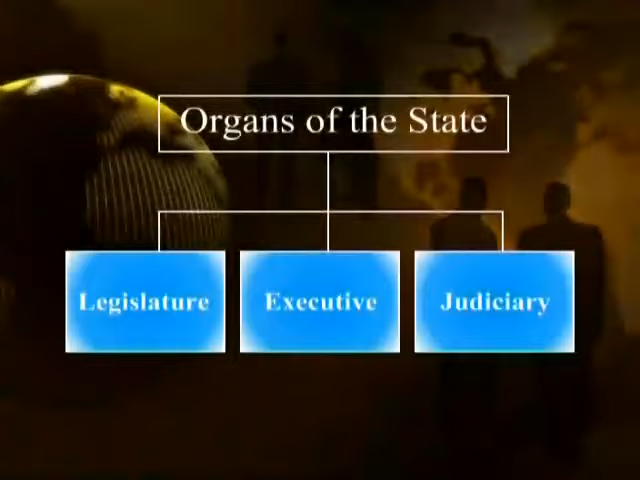 Organs of the State
Legislature
Executive
Judiciary